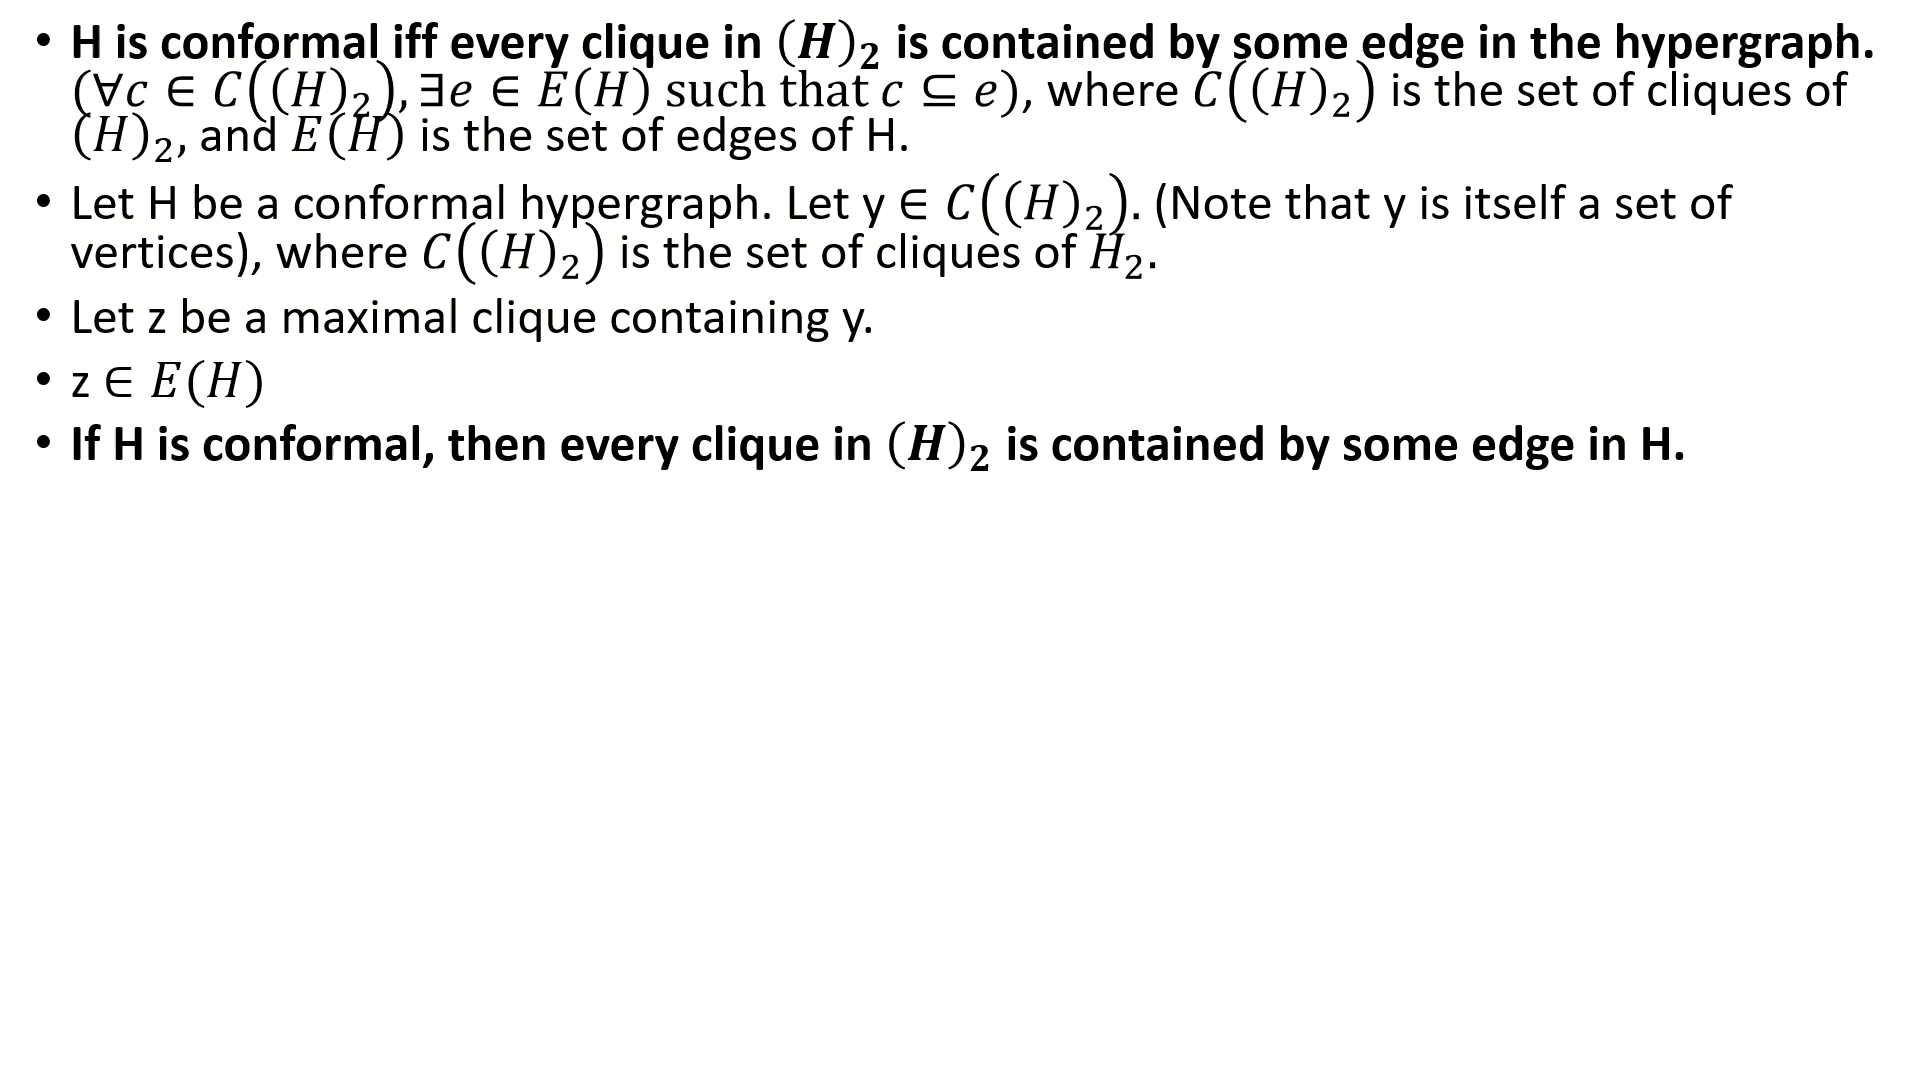 • H is conformal iff every clique in (𝑯)₂ is contained by some edge in the hypergraph.
(∀𝑐 ∈ 𝐶((𝐻)₂), ∃𝑒 ∈ 𝐸(𝐻) such that 𝑐 ⊆ 𝑒), where 𝐶((𝐻)₂) is the set of cliques of
(𝐻)₂, and 𝐸(𝐻) is the set of edges of H.
• Let H be a conformal hypergraph. Let y ∈ 𝐶((𝐻)₂). (Note that y is itself a set of
vertices), where 𝐶((𝐻)₂) is the set of cliques of 𝐻₂.
• Let z be a maximal clique containing y.
• z ∈ 𝐸(𝐻)
• If H is conformal, then every clique in (𝑯)₂ is contained by some edge in H.